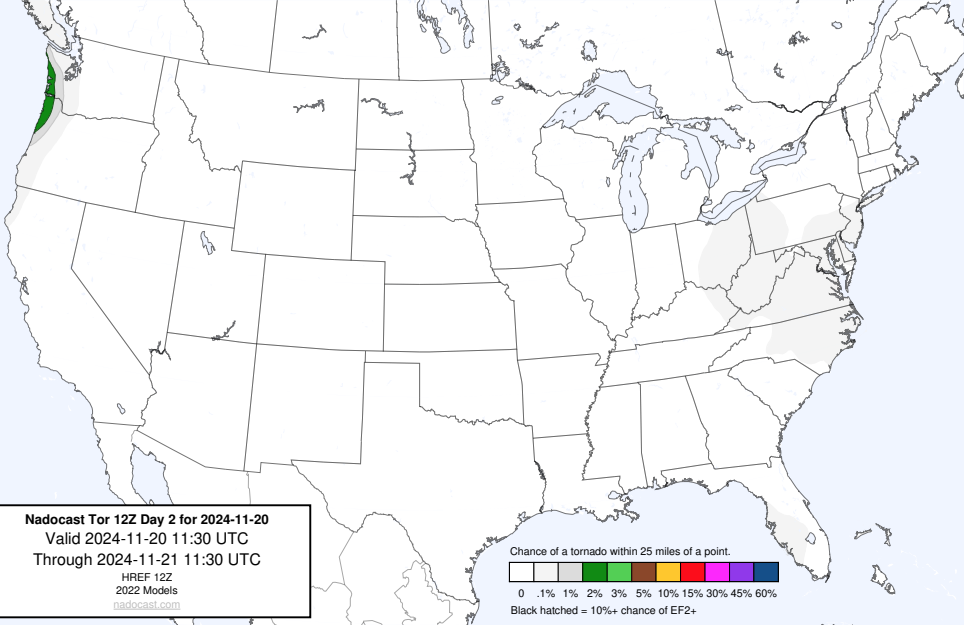 Nadocast Tor 12Z Day 2 for 2024-11-20
Valid 2024-11-20 11:30 UTC
Through 2024-11-21 11:30 UTC
HREF 12Z
2022 Models
nadocast.com
Chance of a tornado within 25 miles of a point.
0 .1% 1% 2% 3% 5% 10% 15% 30% 45% 60%
Black hatched = 10%+ chance of EF2+